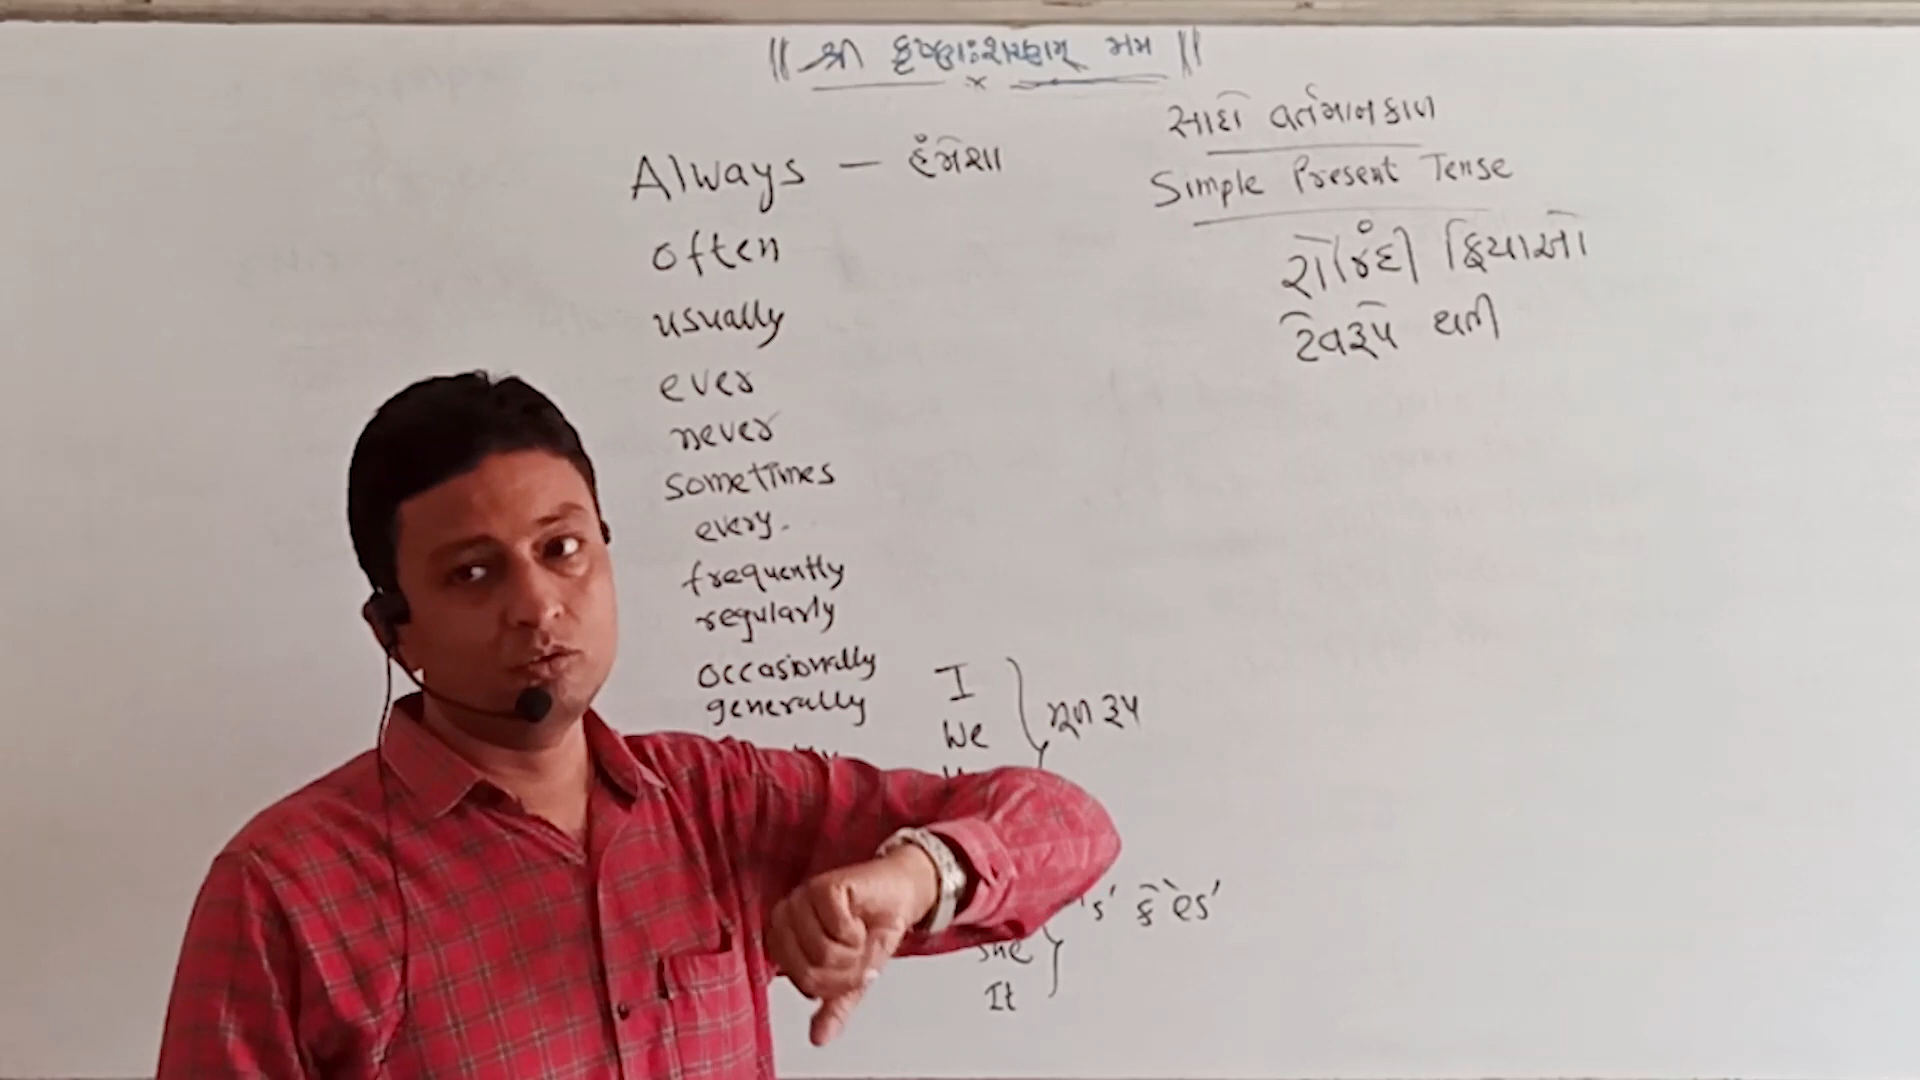 || શ્રી કૃષ્ણઃશરણમ્ મમ ||
સાદો વર્તમાનકાળ
Simple Present Tense
રોજિંદી ક્રિયાઓ
ટેવરૂપે થતી
Always — હંમેશા
often
usually
ever
never
sometimes
every.
frequently
regularly
occasionally
generally
I
We
મૂળ રૂપ
's' કે 'es'
She
It